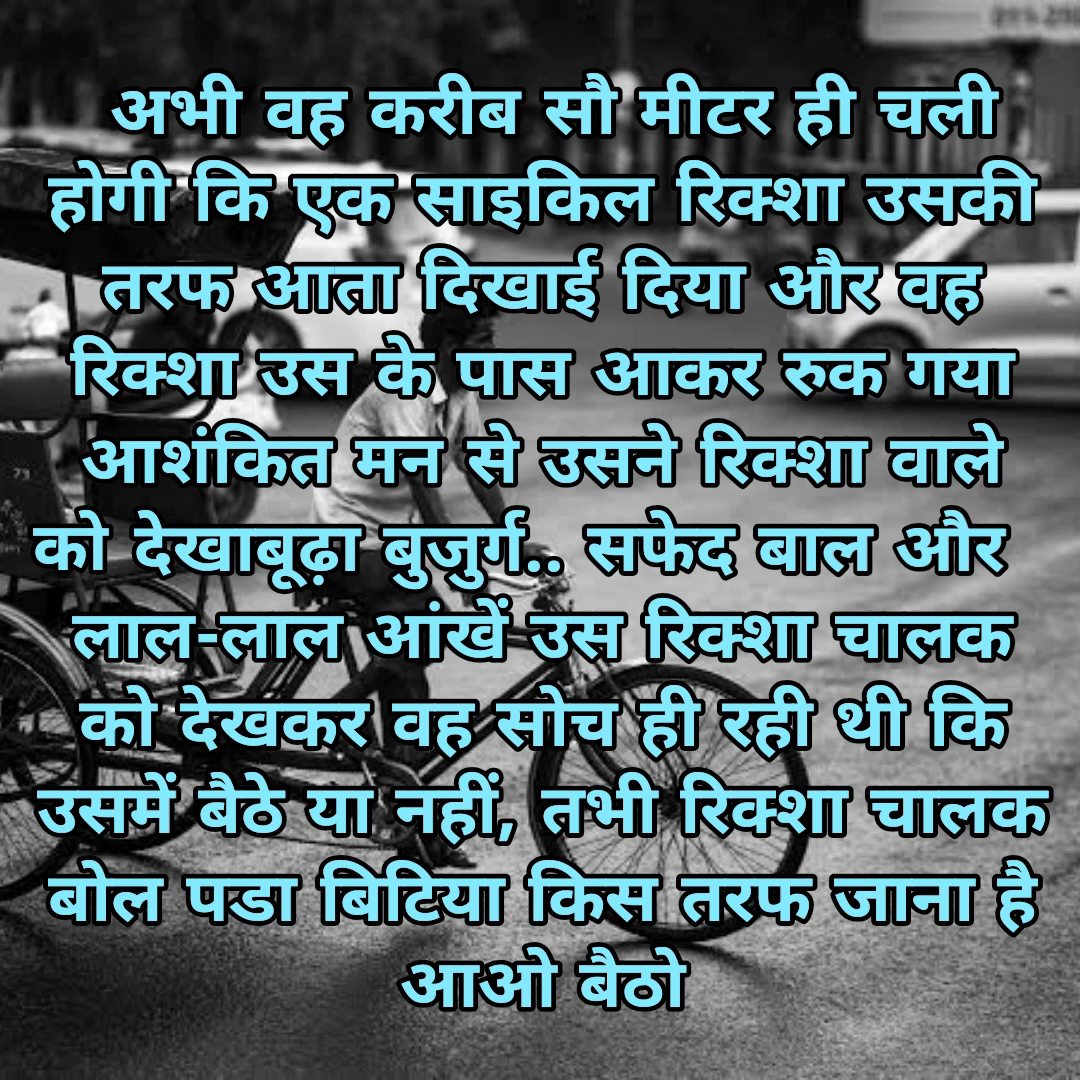 अभी वह करीब सौ मीटर ही चली
होगी कि एक साइकिल रिक्शा उसकी
तरफ आता दिखाई दिया और वह
रिक्शा उस के पास आकर रुक गया
आशंकित मन से उसने रिक्शा वाले
को देखाबूढ़ा बुजुर्ग.. सफेद बाल और
लाल-लाल आंखें उस रिक्शा चालक
को देखकर वह सोच ही रही थी कि
उसमें बैठे या नहीं, तभी रिक्शा चालक
बोल पडा बिटिया किस तरफ जाना है
आओ बैठो